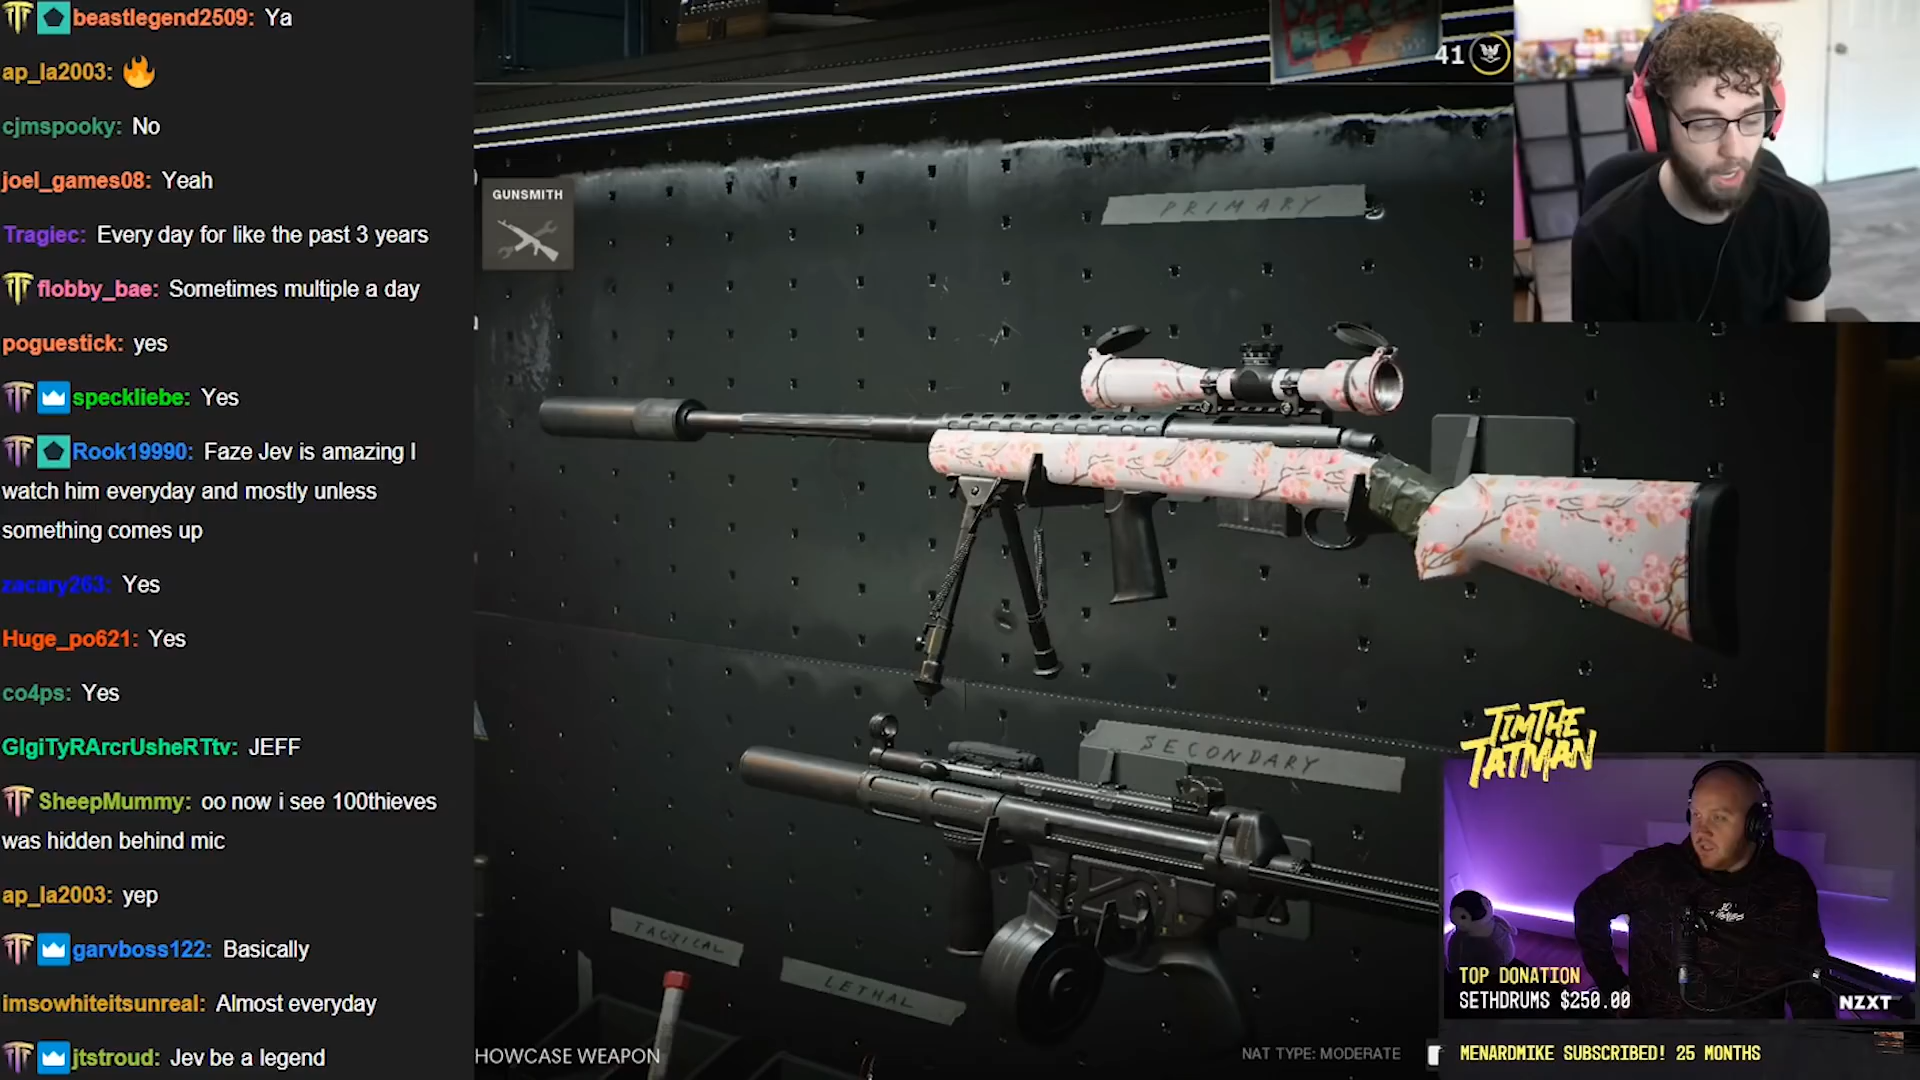 beastlegend2509: Ya
ap_la2003:
cjmspooky: No
joel_games08: Yeah
Tragiec: Every day for like the past 3 years
flobby_bae: Sometimes multiple a day
poguestick: yes
speckliebe: Yes
Rook19990: Faze Jev is amazing I
watch him everyday and mostly unless
something comes up
zacary263: Yes
Huge_po621: Yes
co4ps: Yes
GlgiTyRArcrUsheRTtv: JEFF
SheepMummy: oo now i see 100thieves
was hidden behind mic
ap_la2003: yep
garvboss122: Basically
imsowhiteitsunreal: Almost everyday
jtstroud: Jev be a legend
41
GUNSMITH
PRIMARY
SECONDARY
TACTICAL
LETHAL
HOWCASE WEAPON
NAT TYPE: MODERATE
TIMTHE
TATMAN
TOP DONATION
SETHDRUMS $250.00
NZXT
MENARDMIKE SUBSCRIBED! 25 MONTHS